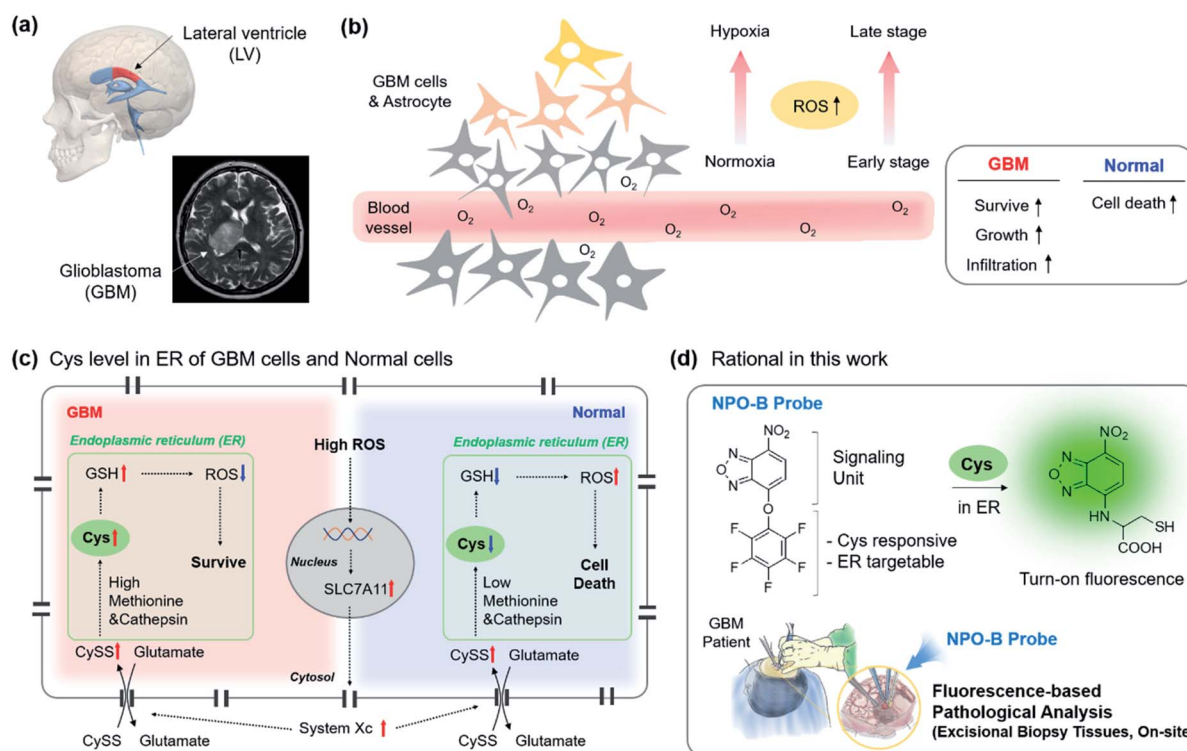 (a)
Lateral ventricle
(LV)
Glioblastoma
(GBM)
(b)
GBM cells
& Astrocyte
Hypoxia
Late stage
ROS ↑
Normoxia
Early stage
O2
Blood
vessel
O2 O2 O2 O2 O2 O2 O2
O2
GBM
Normal
Survive ↑
Cell death ↑
Growth ↑
Infiltration ↑
(c) Cys level in ER of GBM cells and Normal cells
GBM
Endoplasmic reticulum (ER)
GSH ↑
ROS ↓
Cys ↑
Survive
High
Methionine
&Cathepsin
CySS ↑ Glutamate
CySS Glutamate
High ROS
Nucleus
SLC7A11 ↑
Cytosol
System Xc ↑
Normal
Endoplasmic reticulum (ER)
GSH ↓
ROS ↑
Cys ↓
Cell
Death
Low
Methionine
&Cathepsin
CySS ↑ Glutamate
CySS Glutamate
(d) Rational in this work
NPO-B Probe
NO2
N
O
N
O
F F
F F
F
Signaling
Unit
- Cys responsive
- ER targetable
Cys
in ER
NO2
N
O
N
HN
SH
COOH
Turn-on fluorescence
GBM
Patient
NPO-B Probe
Fluorescence-based
Pathological Analysis
(Excisional Biopsy Tissues, On-site